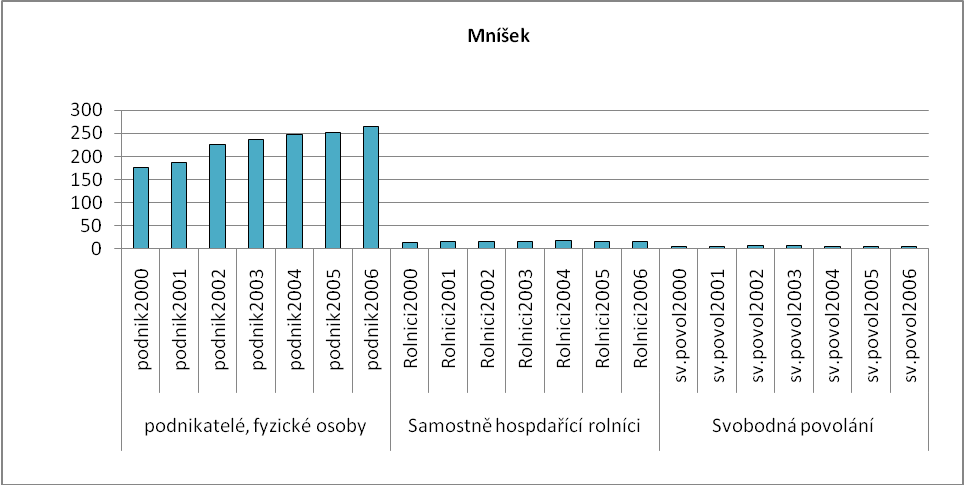 Mníšek
300
250
200
150
100
50
0
podnik2000
podnik2001
podnik2002
podnik2003
podnik2004
podnik2005
podnik2006
Rolnici2000
Rolnici2001
Rolnici2002
Rolnici2003
Rolnici2004
Rolnici2005
Rolnici2006
sv.povol2000
sv.povol2001
sv.povol2002
sv.povol2003
sv.povol2004
sv.povol2005
sv.povol2006
podnikatelé, fyzické osoby
Samostně hospdařící rolníci
Svobodná povolání